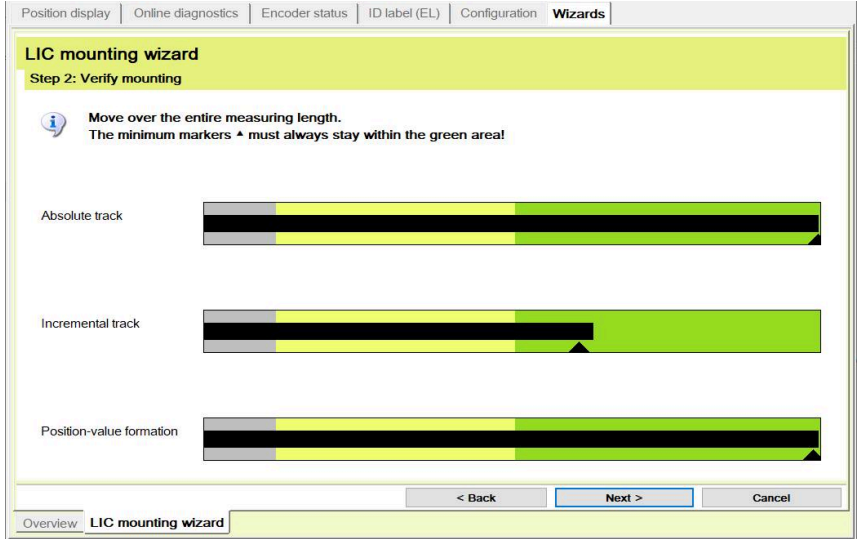 Position display Online diagnostics Encoder status ID label (EL) Configuration Wizards
LIC mounting wizard
Step 2: Verify mounting
Move over the entire measuring length.
The minimum markers ▲ must always stay within the green area!
Absolute track
Incremental track
Position-value formation
< Back Next > Cancel
Overview LIC mounting wizard